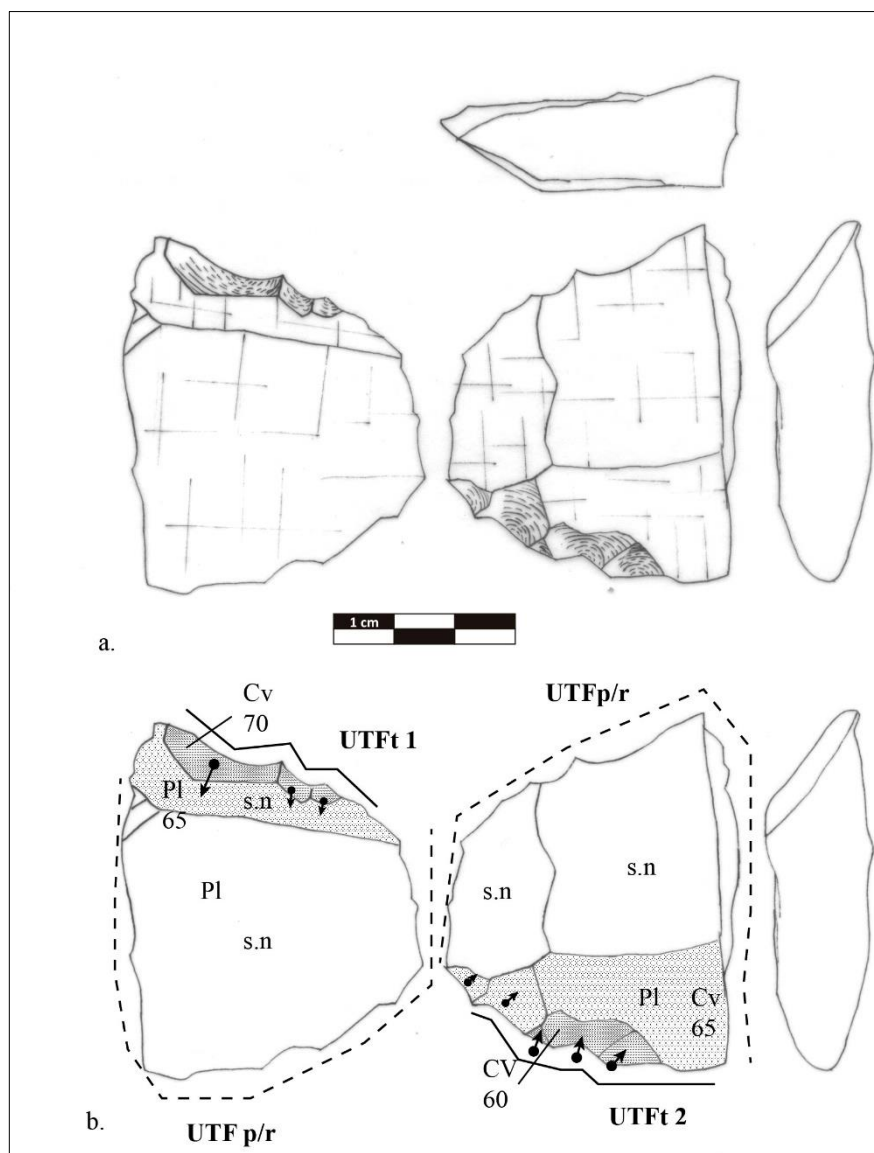 1 cm
a.
Cv
70
UTFt 1
UTFp/r
Pl
65
s.n
Pl
s.n
s.n
s.n
Pl
Cv
65
CV
60
b.
UTF p/r
UTFt 2